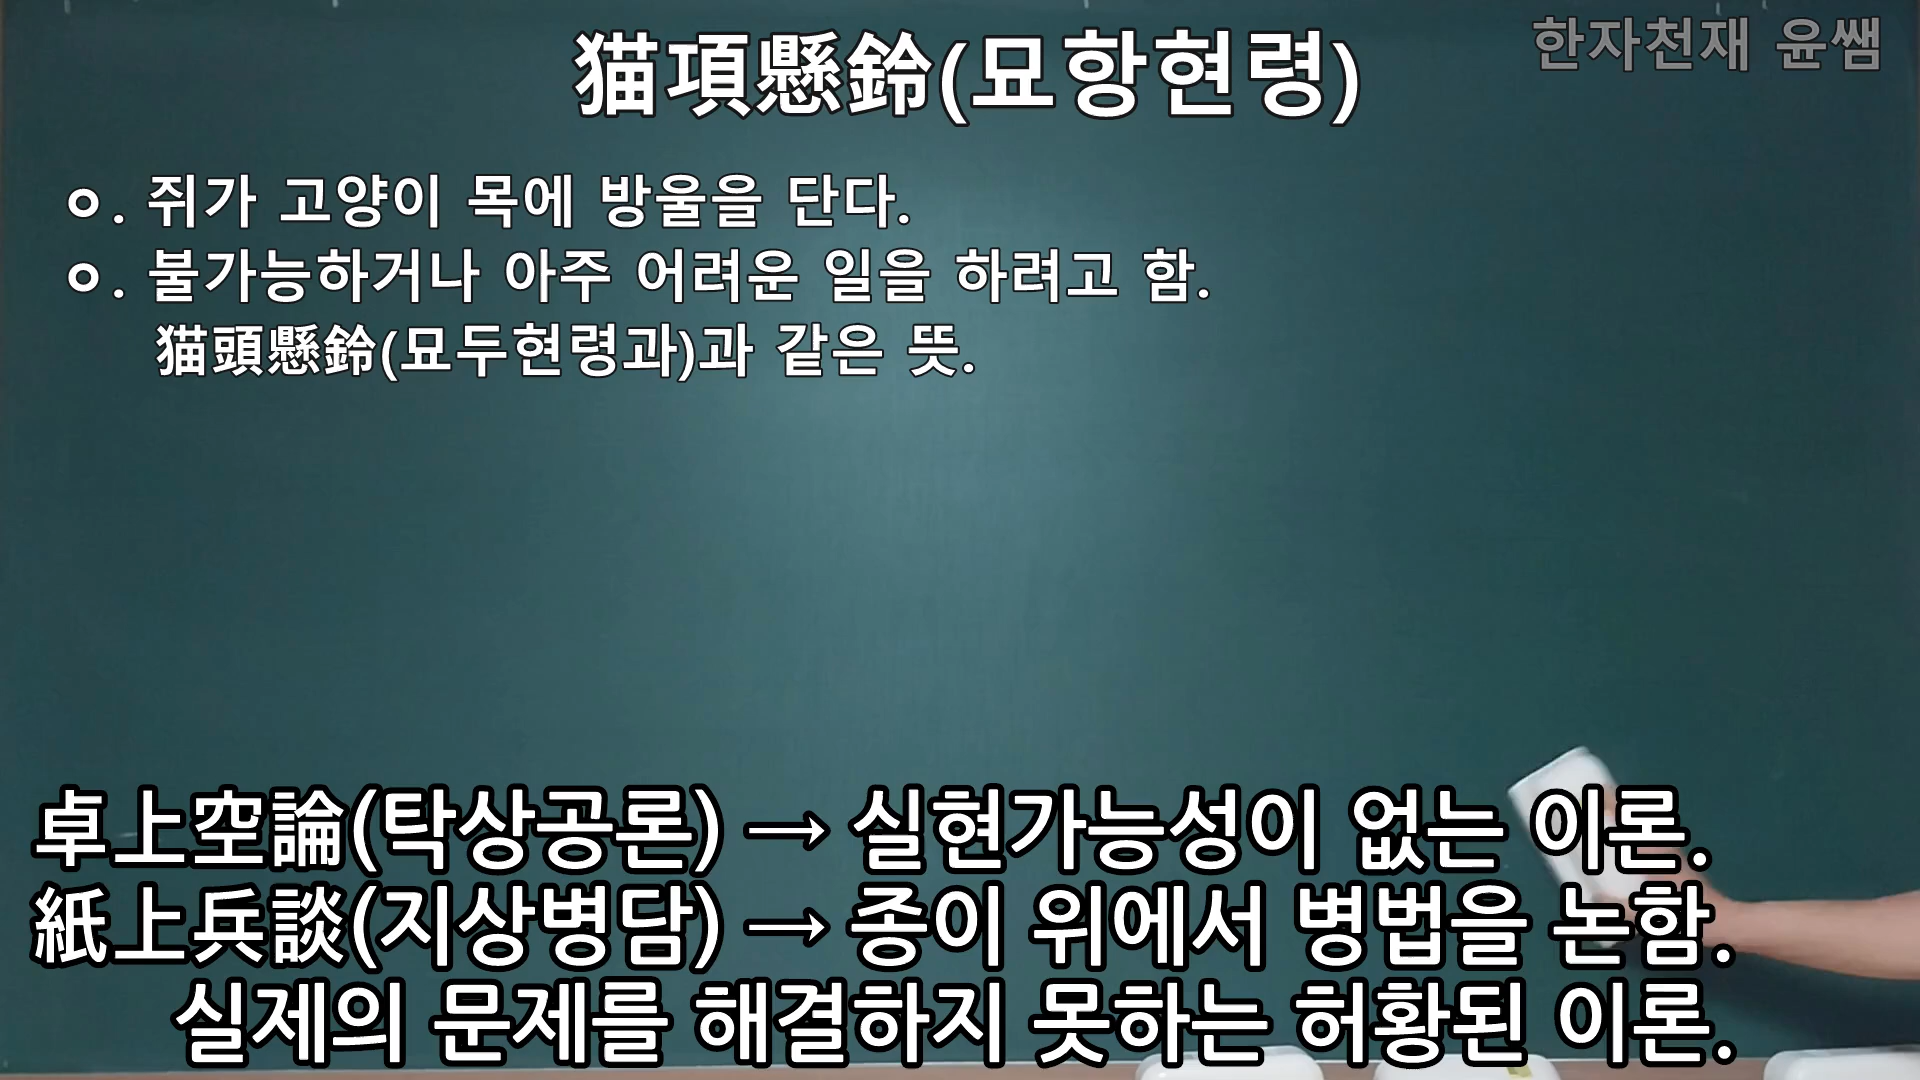 한자천재 윤쌤
猫項懸鈴(묘항현령)
ㅇ. 쥐가 고양이 목에 방울을 단다.
ㅇ. 불가능하거나 아주 어려운 일을 하려고 함.
猫頭懸鈴(묘두현령과)과 같은 뜻.
卓上空論(탁상공론) → 실현가능성이 없는 이론.
紙上兵談(지상병담) → 종이 위에서 병법을 논함.
실제의 문제를 해결하지 못하는 허황된 이론.